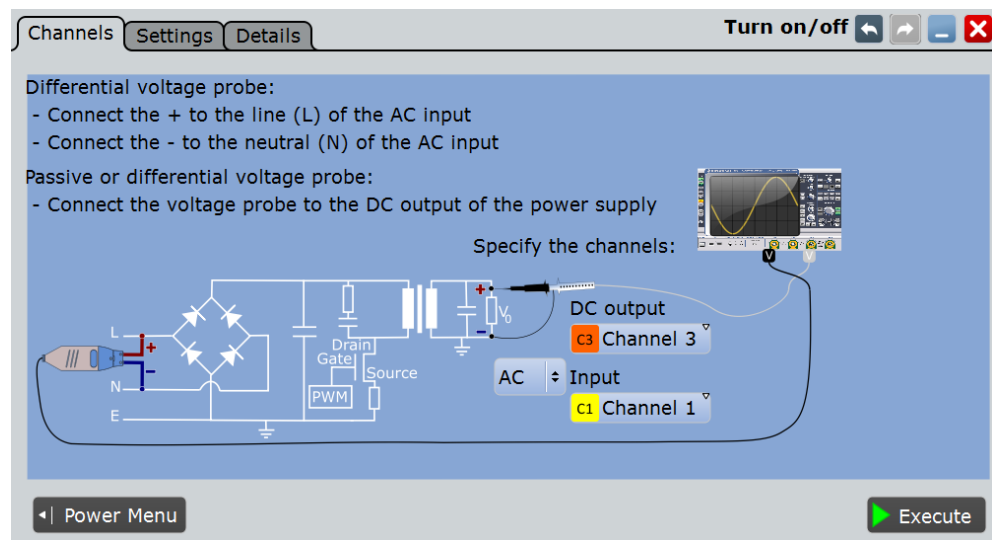 Channels
Settings
Details
Turn on/off
Differential voltage probe:
- Connect the + to the line (L) of the AC input
- Connect the - to the neutral (N) of the AC input
Passive or differential voltage probe:
- Connect the voltage probe to the DC output of the power supply
Specify the channels:
V V
+
V0
-
DC output
C3 Channel 3
L
+
-
N
E
Drain
Gate
Source
PWM
AC
Input
C1 Channel 1
Power Menu
Execute